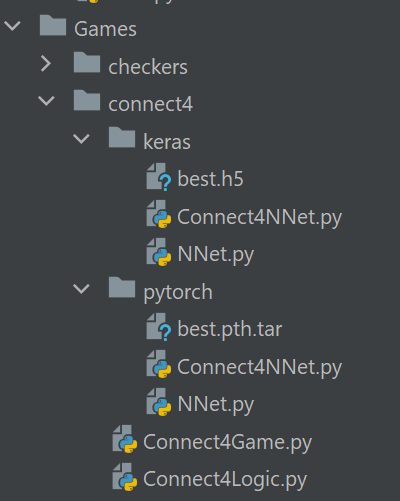 Games
checkers
connect4
keras
best.h5
Connect4NNet.py
NNet.py
pytorch
best.pth.tar
Connect4NNet.py
NNet.py
Connect4Game.py
Connect4Logic.py